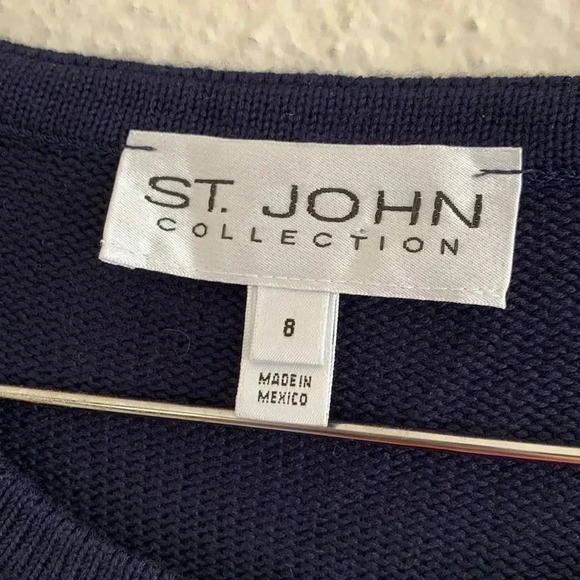 ST. JOHN
COLLECTION
8
MADE IN
MEXICO